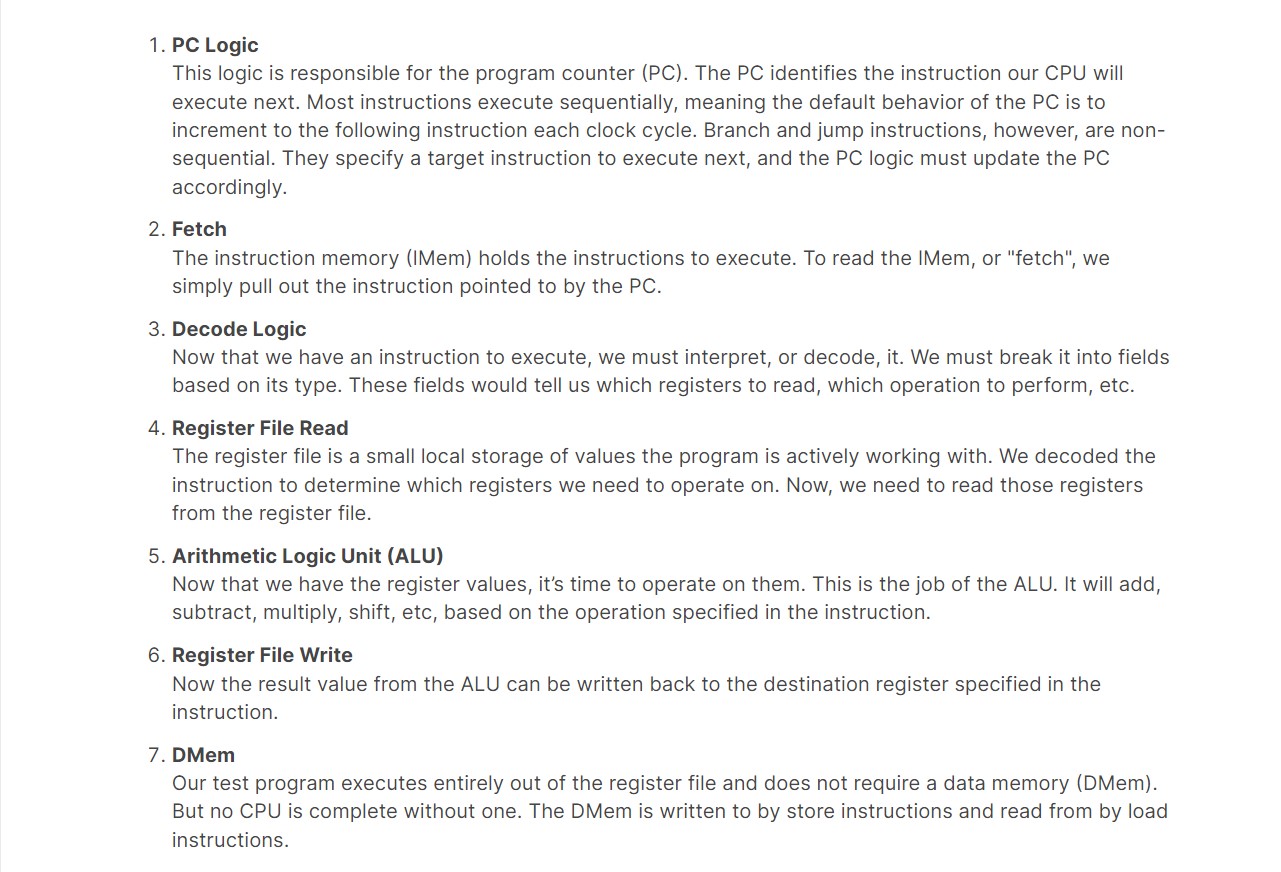 1. PC Logic
This logic is responsible for the program counter (PC). The PC identifies the instruction our CPU will
execute next. Most instructions execute sequentially, meaning the default behavior of the PC is to
increment to the following instruction each clock cycle. Branch and jump instructions, however, are non-
sequential. They specify a target instruction to execute next, and the PC logic must update the PC
accordingly.
2. Fetch
The instruction memory (IMem) holds the instructions to execute. To read the IMem, or "fetch", we
simply pull out the instruction pointed to by the PC.
3. Decode Logic
Now that we have an instruction to execute, we must interpret, or decode, it. We must break it into fields
based on its type. These fields would tell us which registers to read, which operation to perform, etc.
4. Register File Read
The register file is a small local storage of values the program is actively working with. We decoded the
instruction to determine which registers we need to operate on. Now, we need to read those registers
from the register file.
5. Arithmetic Logic Unit (ALU)
Now that we have the register values, it’s time to operate on them. This is the job of the ALU. It will add,
subtract, multiply, shift, etc, based on the operation specified in the instruction.
6. Register File Write
Now the result value from the ALU can be written back to the destination register specified in the
instruction.
7. DMem
Our test program executes entirely out of the register file and does not require a data memory (DMem).
But no CPU is complete without one. The DMem is written to by store instructions and read from by load
instructions.